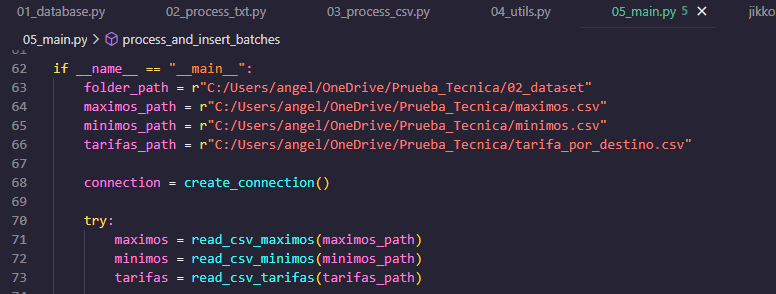 01_database.py 02_process_txt.py 03_process_csv.py 04_utils.py 05_main.py 5 × jikko
05_main.py > process_and_insert_batches
61
62 if __name__ == "__main__":
63     folder_path = r"C:/Users/angel/OneDrive/Prueba_Tecnica/02_dataset"
64     maximos_path = r"C:/Users/angel/OneDrive/Prueba_Tecnica/maximos.csv"
65     minimos_path = r"C:/Users/angel/OneDrive/Prueba_Tecnica/minimos.csv"
66     tarifas_path = r"C:/Users/angel/OneDrive/Prueba_Tecnica/tarifa_por_destino.csv"
67
68     connection = create_connection()
69
70     try:
71         maximos = read_csv_maximos(maximos_path)
72         minimos = read_csv_minimos(minimos_path)
73         tarifas = read_csv_tarifas(tarifas_path)